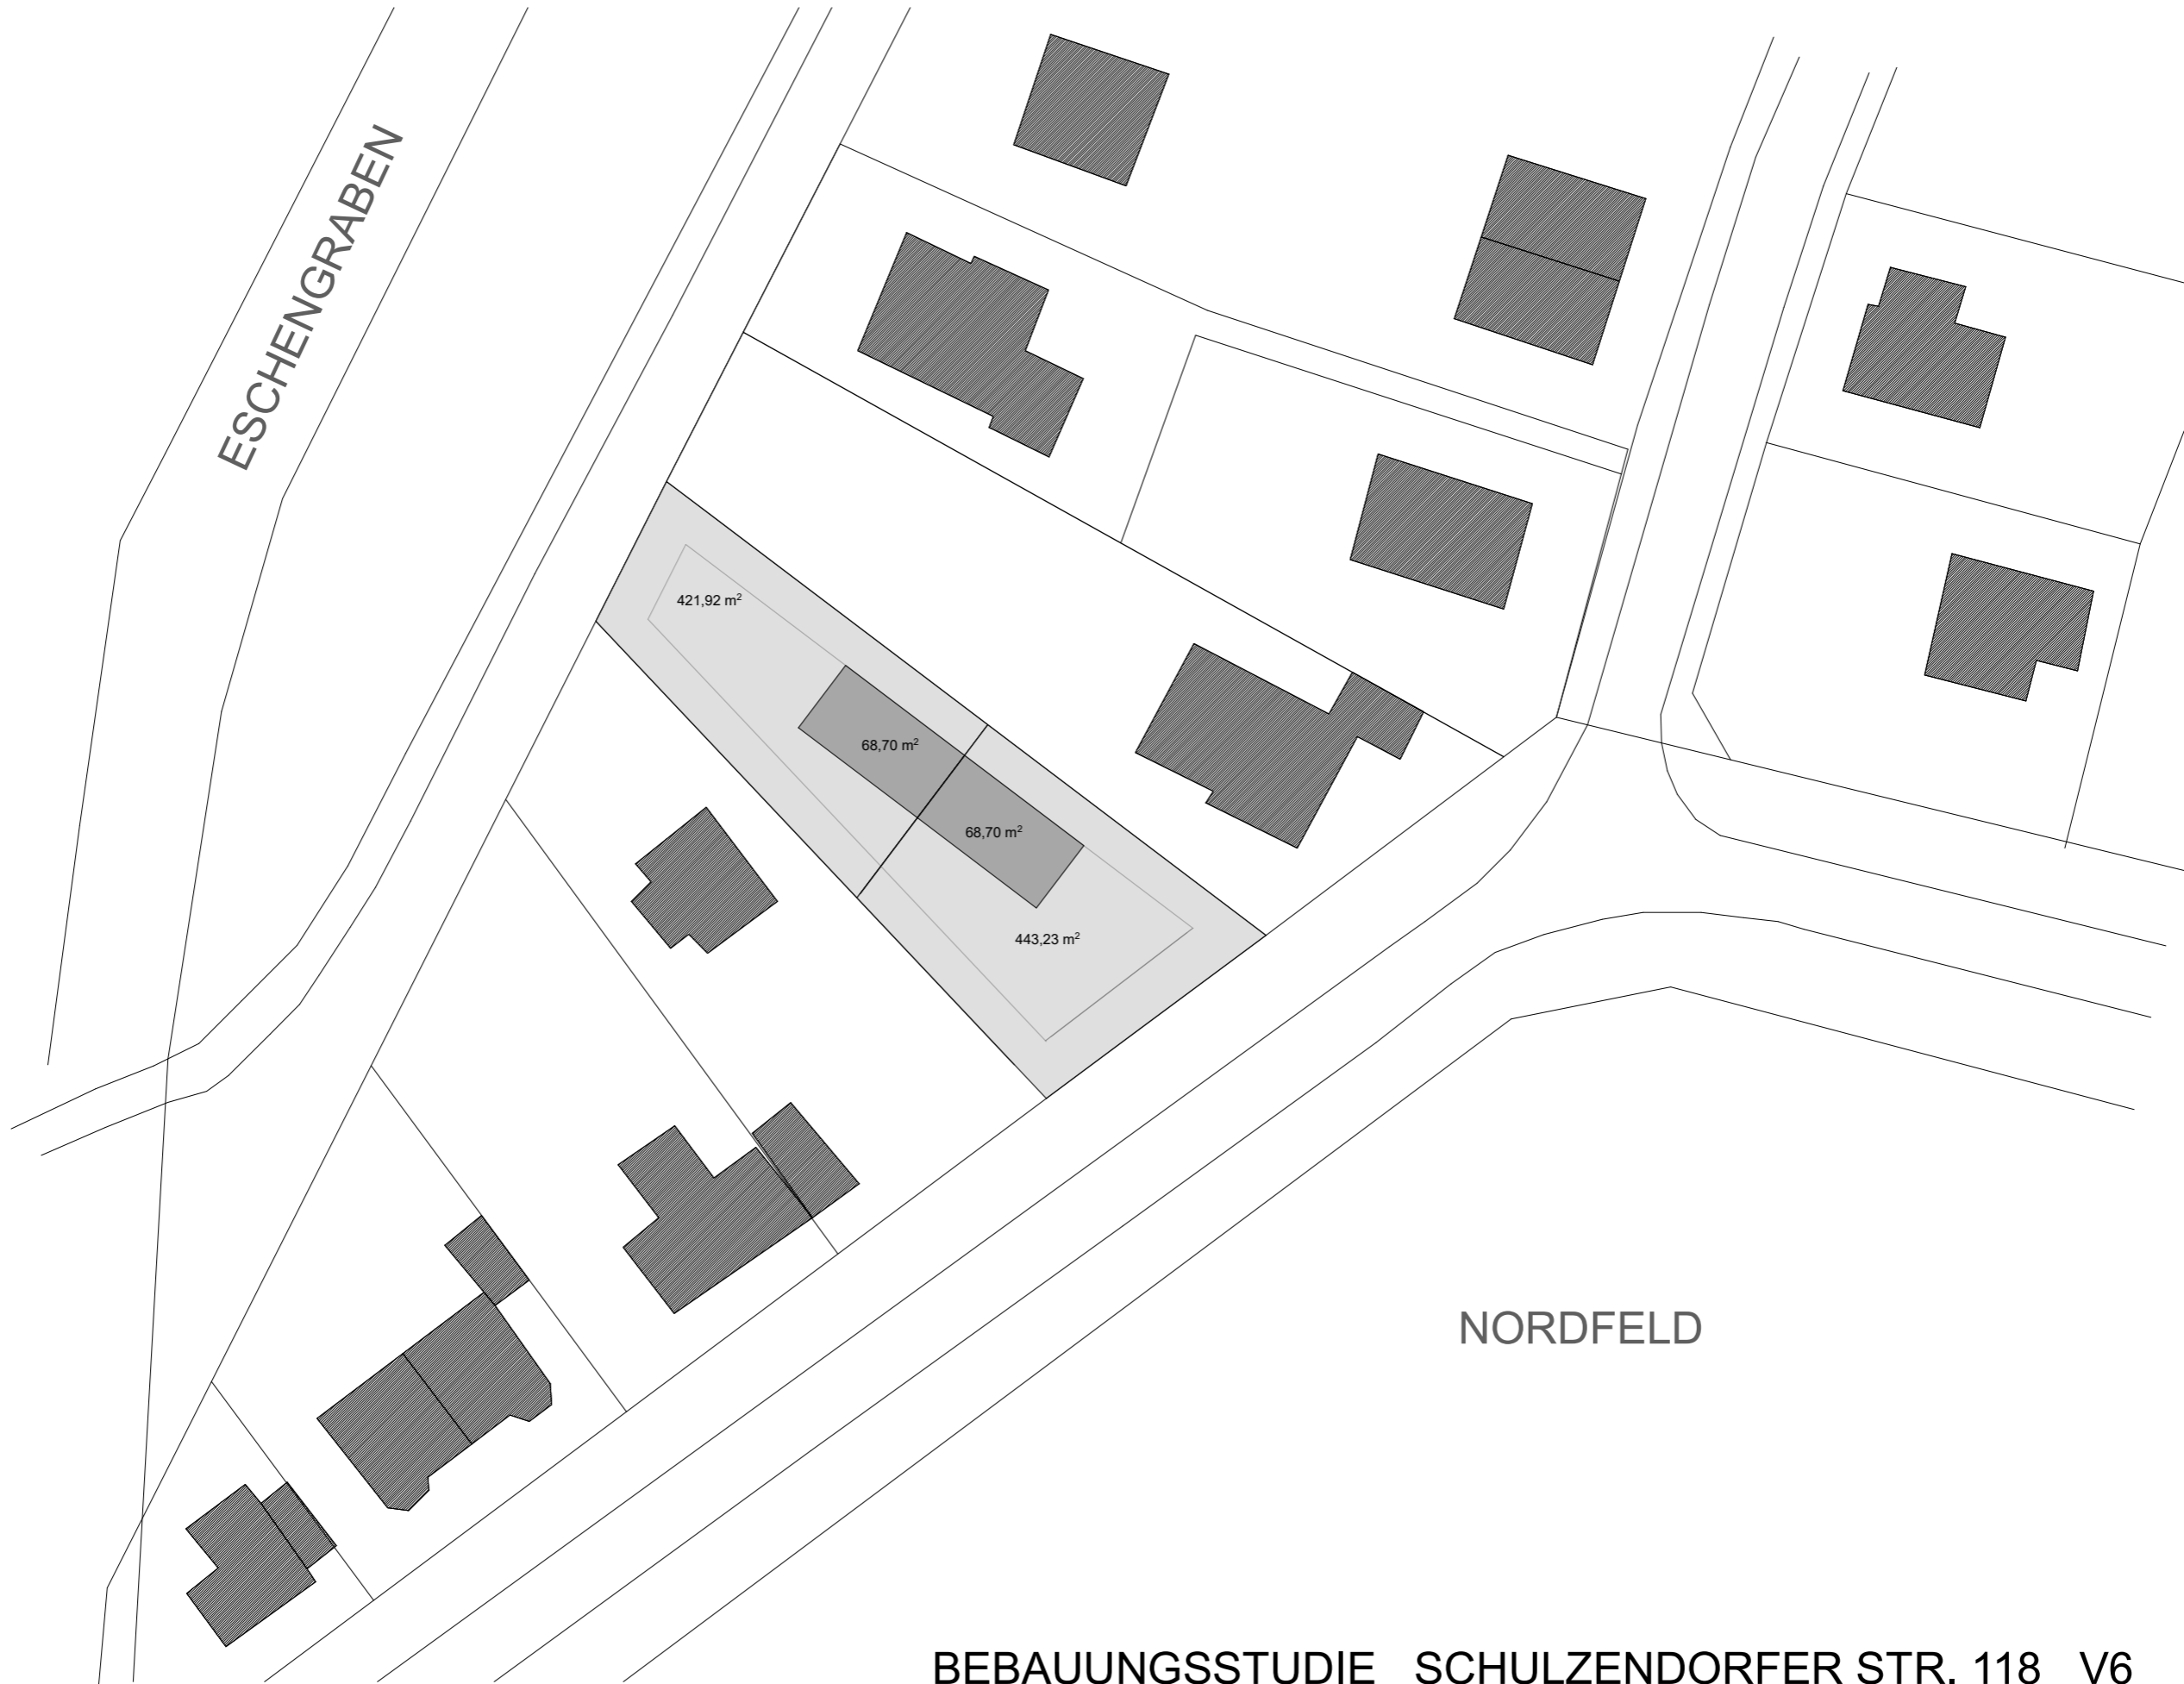 ESCHENGRABEN
421,92 m²
68,70 m²
68,70 m²
443,23 m²
NORDFELD
BEBAUUNGSSTUDIE SCHULZENDORFER STR. 118 V6